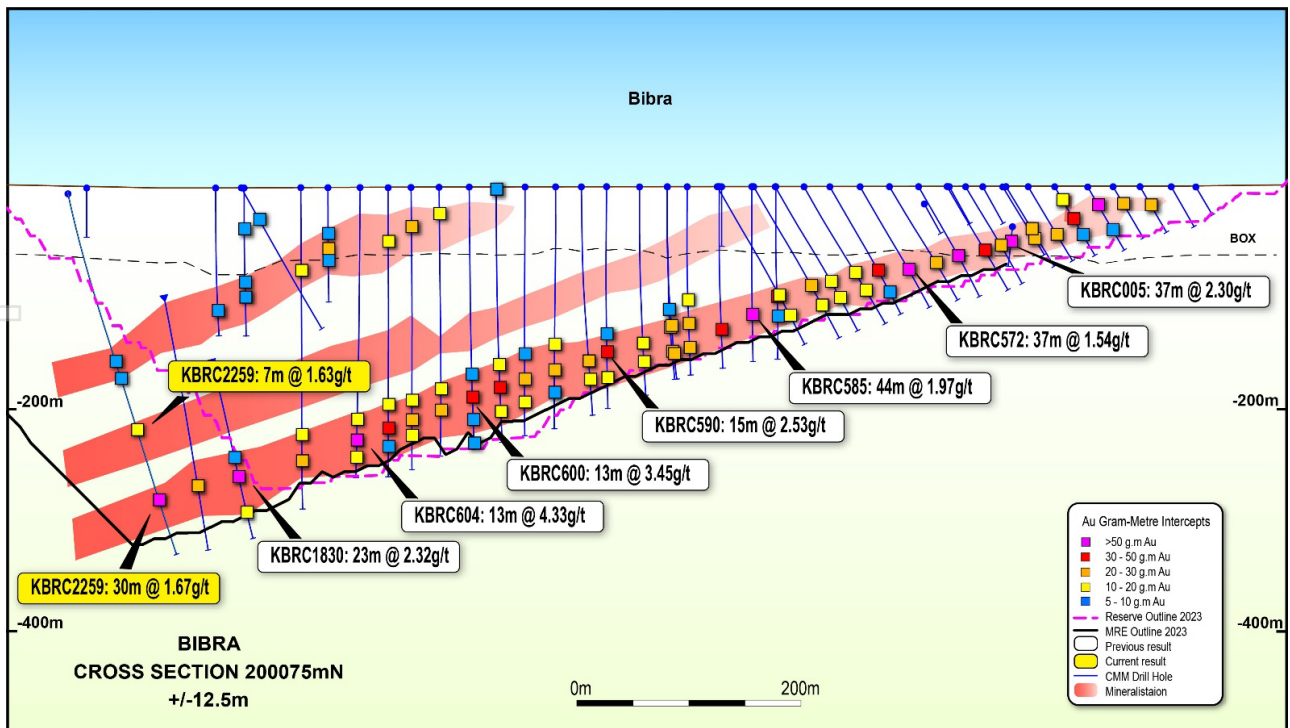 Bibra
BOX
KBRC005: 37m @ 2.30g/t
KBRC572: 37m @ 1.54g/t
KBRC2259: 7m @ 1.63g/t
KBRC585: 44m @ 1.97g/t
-200m
-200m
KBRC590: 15m @ 2.53g/t
KBRC600: 13m @ 3.45g/t
KBRC604: 13m @ 4.33g/t
KBRC1830: 23m @ 2.32g/t
KBRC2259: 30m @ 1.67g/t
Au Gram-Metre Intercepts
>50 g.m Au
30 - 50 g.m Au
20 - 30 g.m Au
10 - 20 g.m Au
5 - 10 g.m Au
Reserve Outline 2023
MRE Outline 2023
Previous result
Current result
CMM Drill Hole
Mineralistaion
-400m
-400m
BIBRA
CROSS SECTION 200075mN
+/-12.5m
0m
200m